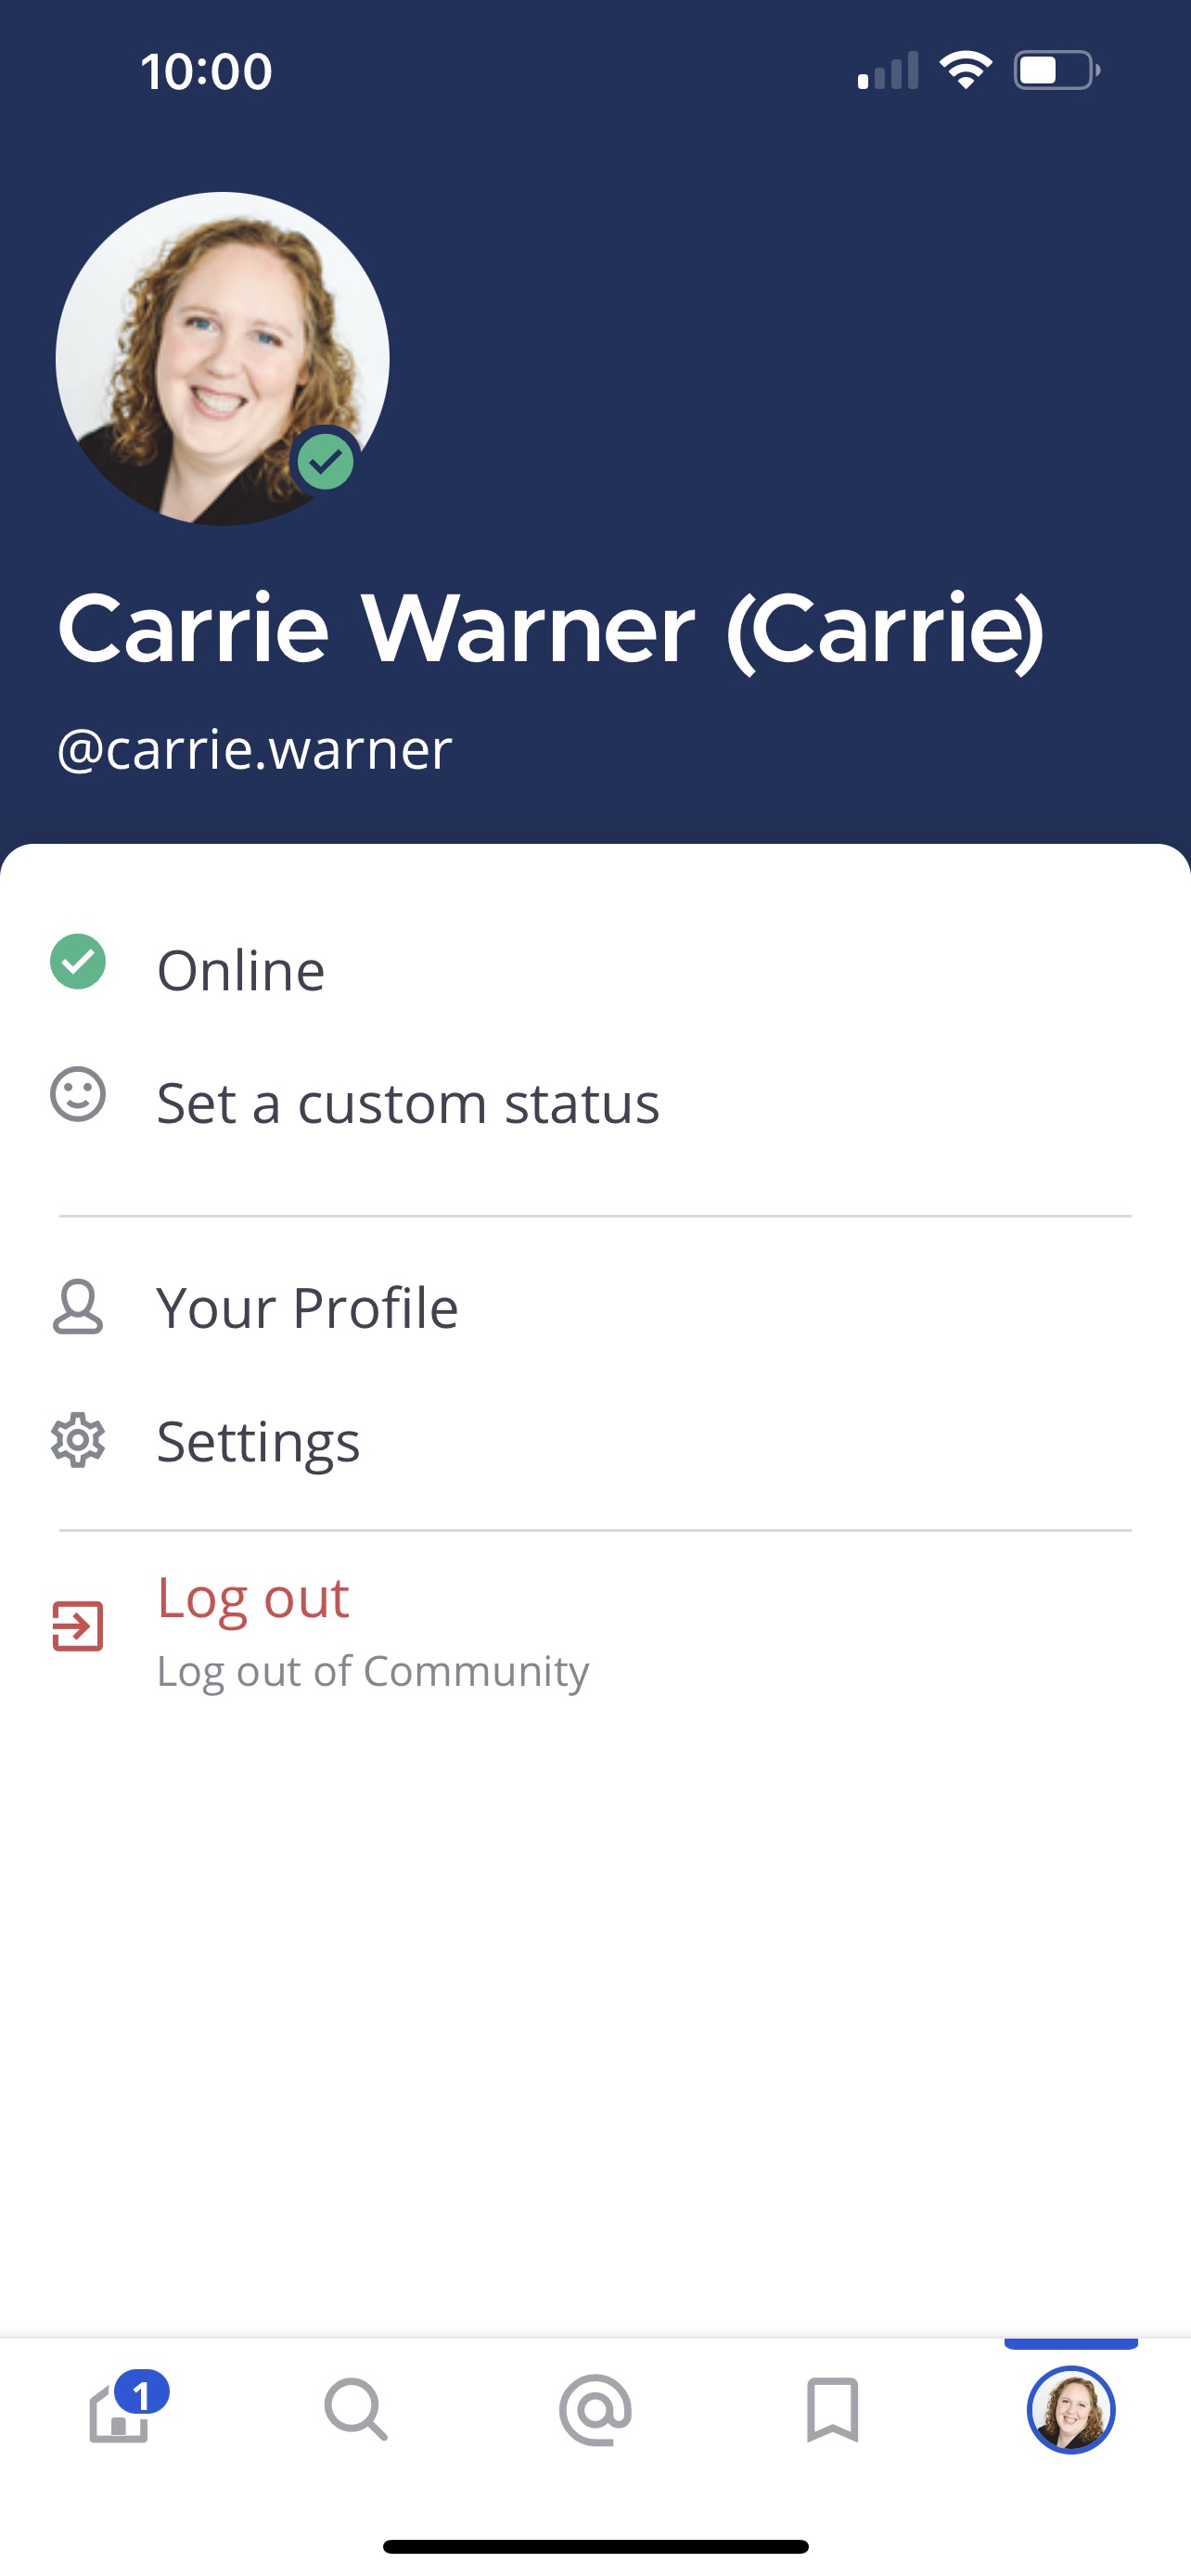 10:00
Carrie Warner (Carrie)
@carrie.warner
Online
Set a custom status
Your Profile
Settings
Log out
Log out of Community
1